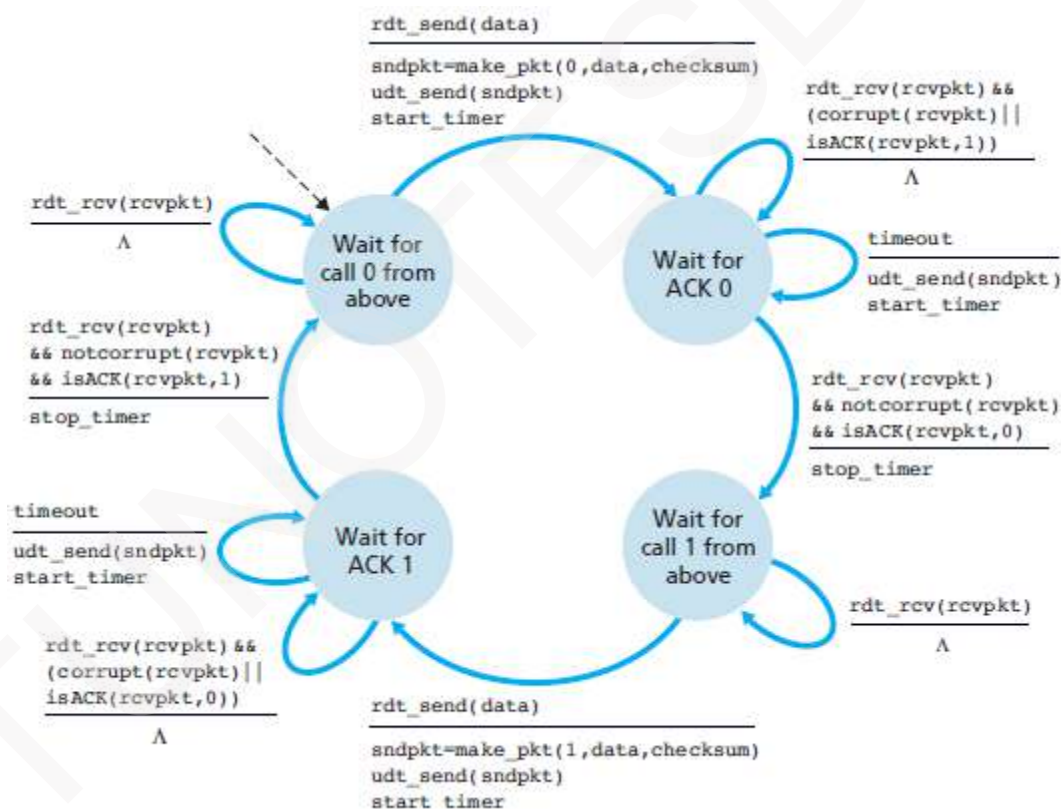 rdt_send(data)
sndpkt=make_pkt(0,data,checksum)
udt_send(sndpkt)
start_timer
rdt_rcv(rcvpkt) &&
(corrupt(rcvpkt)||
isACK(rcvpkt,1))
Λ
rdt_rcv(rcvpkt)
Λ
Wait for
call 0 from
above
Wait for
ACK 0
timeout
udt_send(sndpkt)
start_timer
rdt_rcv(rcvpkt)
&& notcorrupt(rcvpkt)
&& isACK(rcvpkt,1)
stop_timer
rdt_rcv(rcvpkt)
&& notcorrupt(rcvpkt)
&& isACK(rcvpkt,0)
stop_timer
timeout
udt_send(sndpkt)
start_timer
Wait for
ACK 1
Wait for
call 1 from
above
rdt_rcv(rcvpkt)
Λ
rdt_rcv(rcvpkt) &&
(corrupt(rcvpkt)||
isACK(rcvpkt,0))
Λ
rdt_send(data)
sndpkt=make_pkt(1,data,checksum)
udt_send(sndpkt)
start_timer